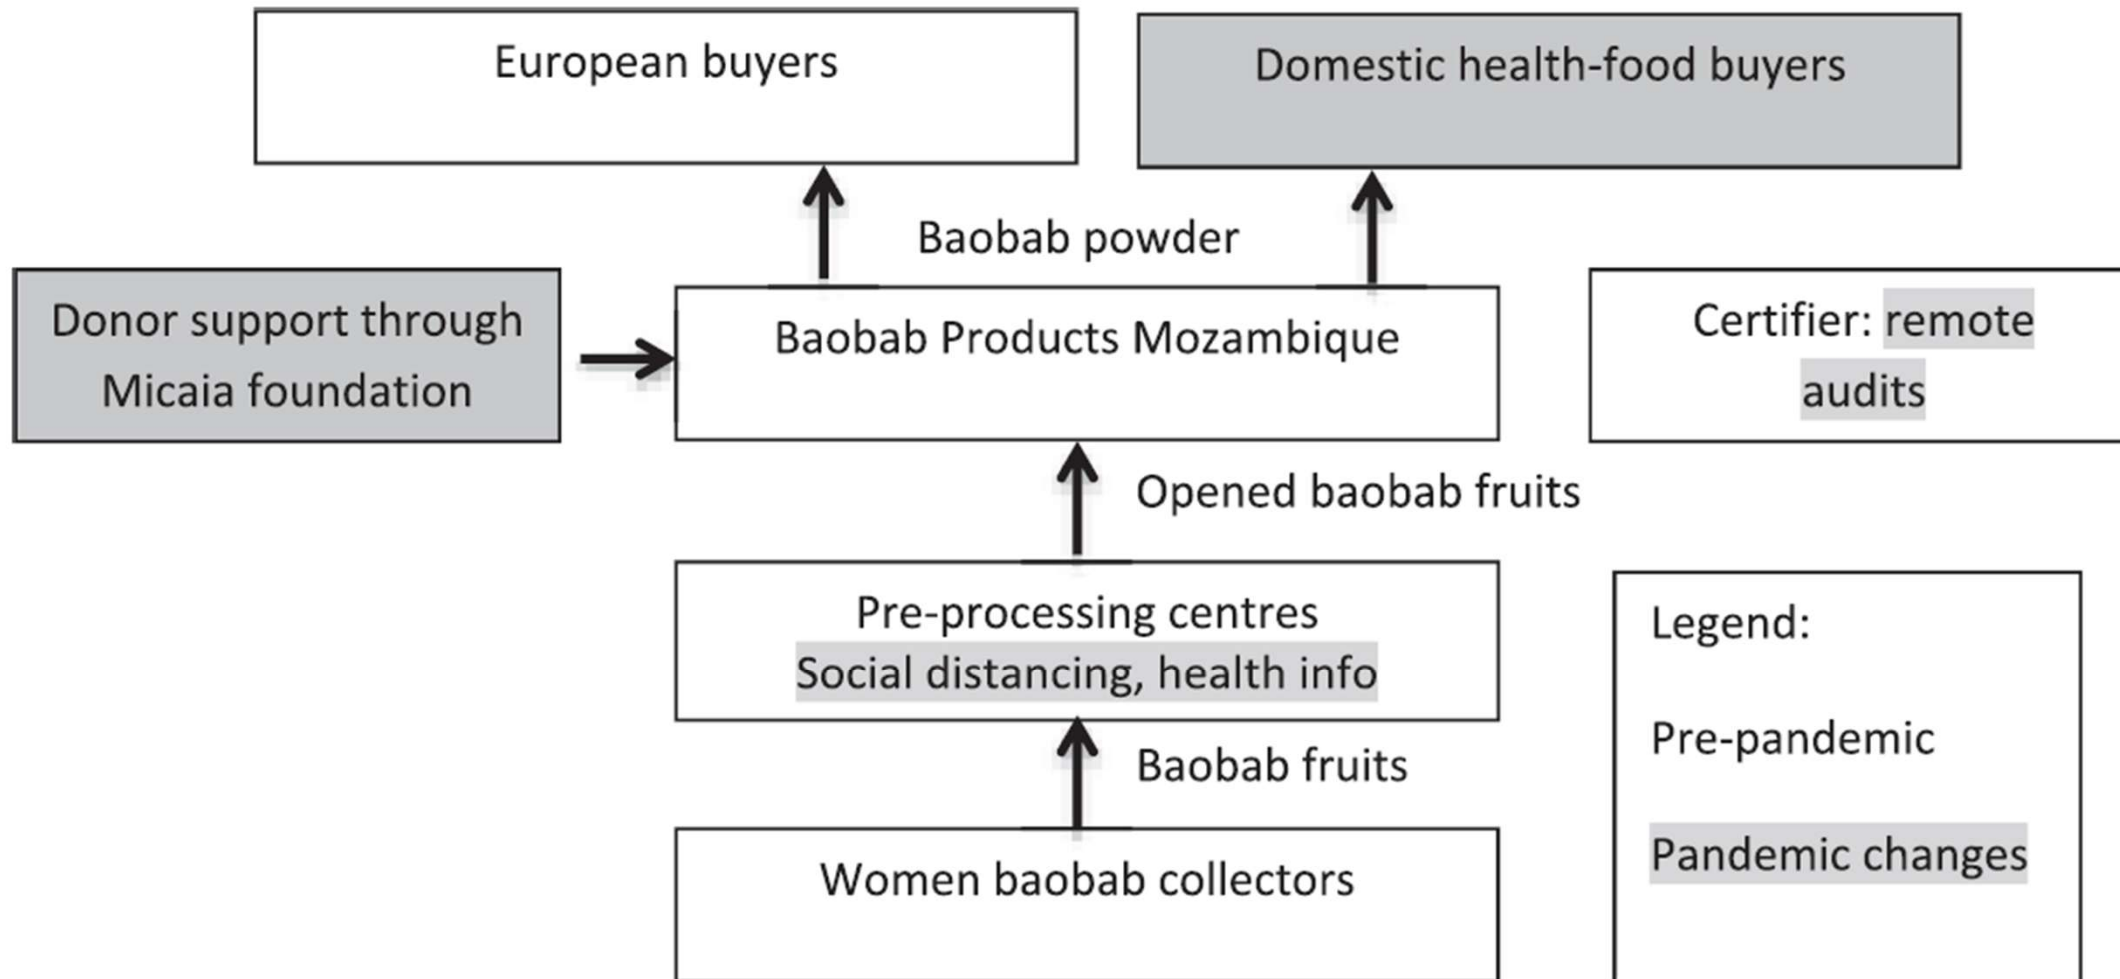 European buyers
Domestic health-food buyers
Baobab powder
Donor support through
Micaia foundation
Baobab Products Mozambique
Certifier: remote
audits
Opened baobab fruits
Pre-processing centres
Social distancing, health info
Baobab fruits
Women baobab collectors
Legend:
Pre-pandemic
Pandemic changes